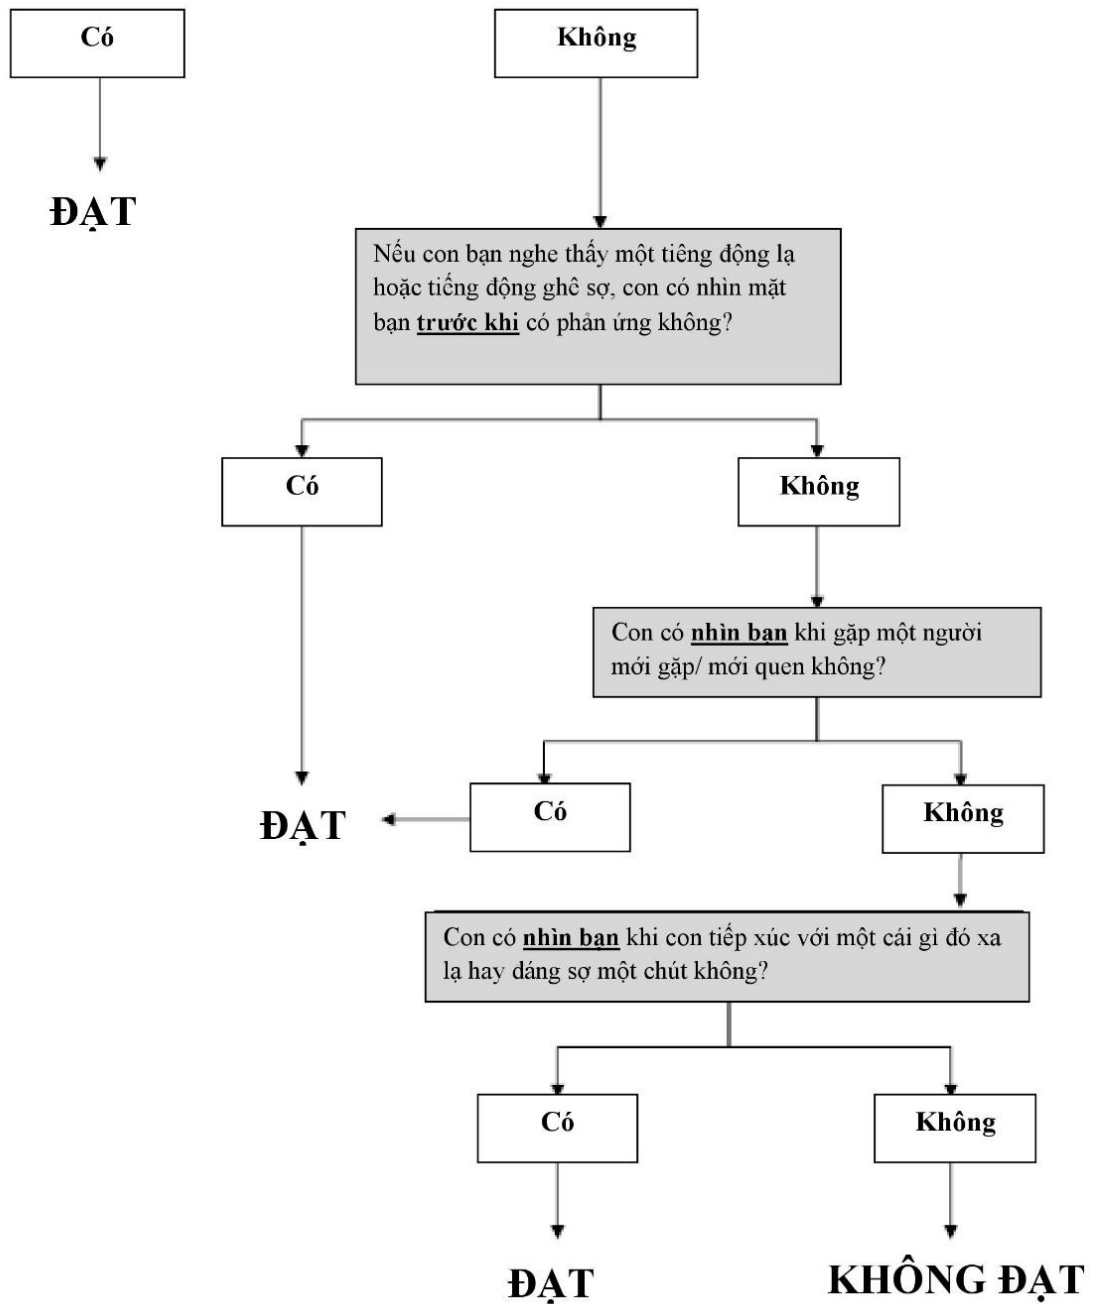 Có
Không
ĐẠT
Nếu con bạn nghe thấy một tiêng động lạ
hoặc tiếng động ghê sợ, con có nhìn mặt
bạn trước khi có phản ứng không?
Có
Không
Con có nhìn bạn khi gặp một người
mới gặp/ mới quen không?
Có
Không
ĐẠT
Con có nhìn bạn khi con tiếp xúc với một cái gì đó xa
lạ hay dáng sợ một chút không?
Có
Không
ĐẠT
KHÔNG ĐẠT